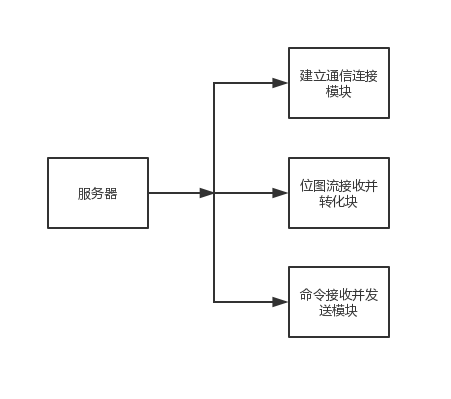 建立通信连接
模块
服务器
位图流接收并
转化块
命令接收并发
送模块